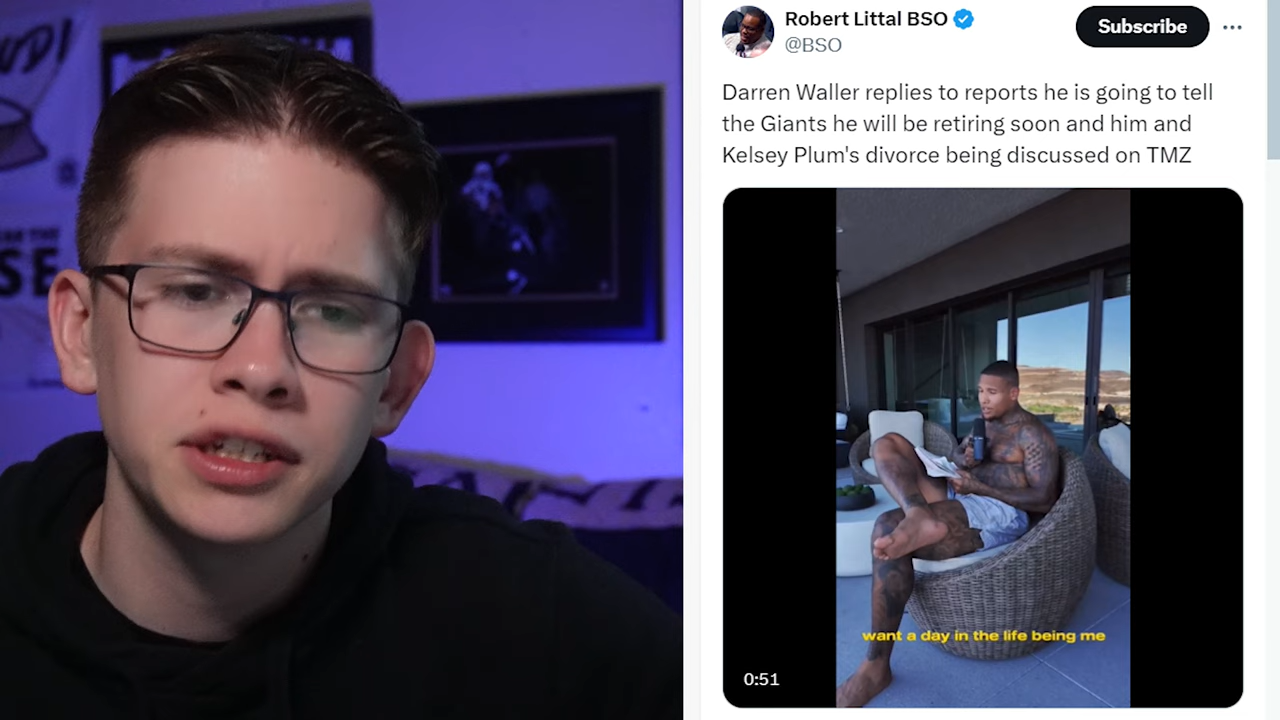 Robert Littal BSO
@BSO
Subscribe
Darren Waller replies to reports he is going to tell
the Giants he will be retiring soon and him and
Kelsey Plum's divorce being discussed on TMZ
want a day in the life being me
0:51